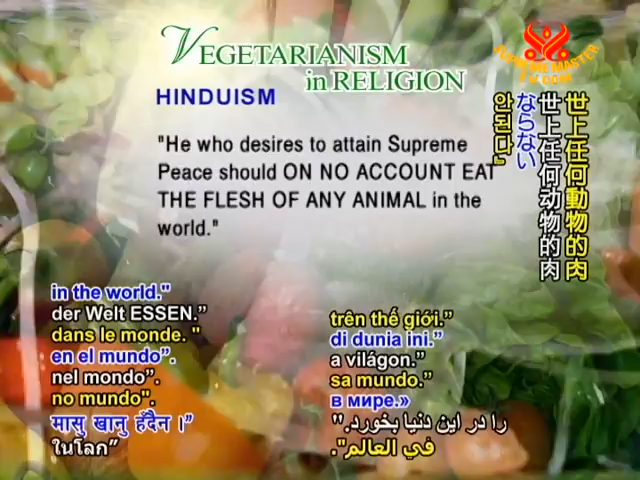 VEGETARIANISM
in RELIGION
SUPREME MASTER
TV.COM
HINDUISM
"He who desires to attain Supreme
Peace should ON NO ACCOUNT EAT
THE FLESH OF ANY ANIMAL in the
world."
世上任何動物的肉
世上任何动物的肉
ならない
안된다』
in the world."
der Welt ESSEN.”
dans le monde. "
en el mundo”.
nel mondo”.
no mundo".
मासु खानु हँदैन ।”
ในโลก”
trên thế giới.”
di dunia ini.”
a világon.”
sa mundo.”
в мире.»
را در این دنیا بخورد."
في العالم".